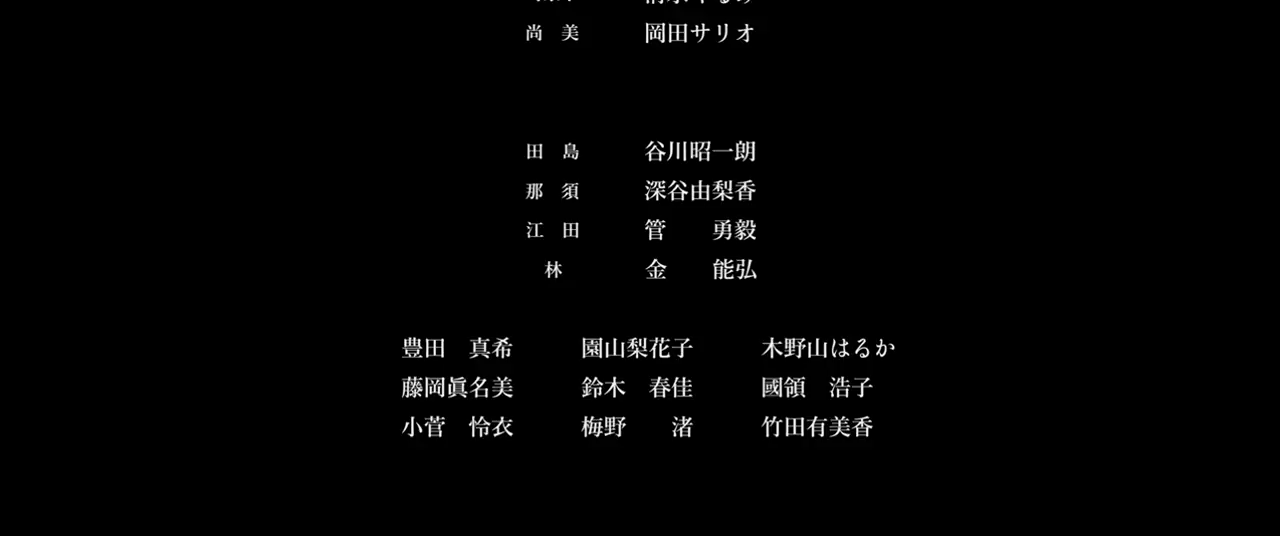 尚　美　岡田サリオ
田　島　谷川昭一朗
那　須　深谷由梨香
江　田　管　　勇毅
林　金　　能弘
豊田　真希　園山梨花子　木野山はるか
藤岡眞名美　鈴木　春佳　國領　浩子
小菅　怜衣　梅野　　渚　竹田有美香